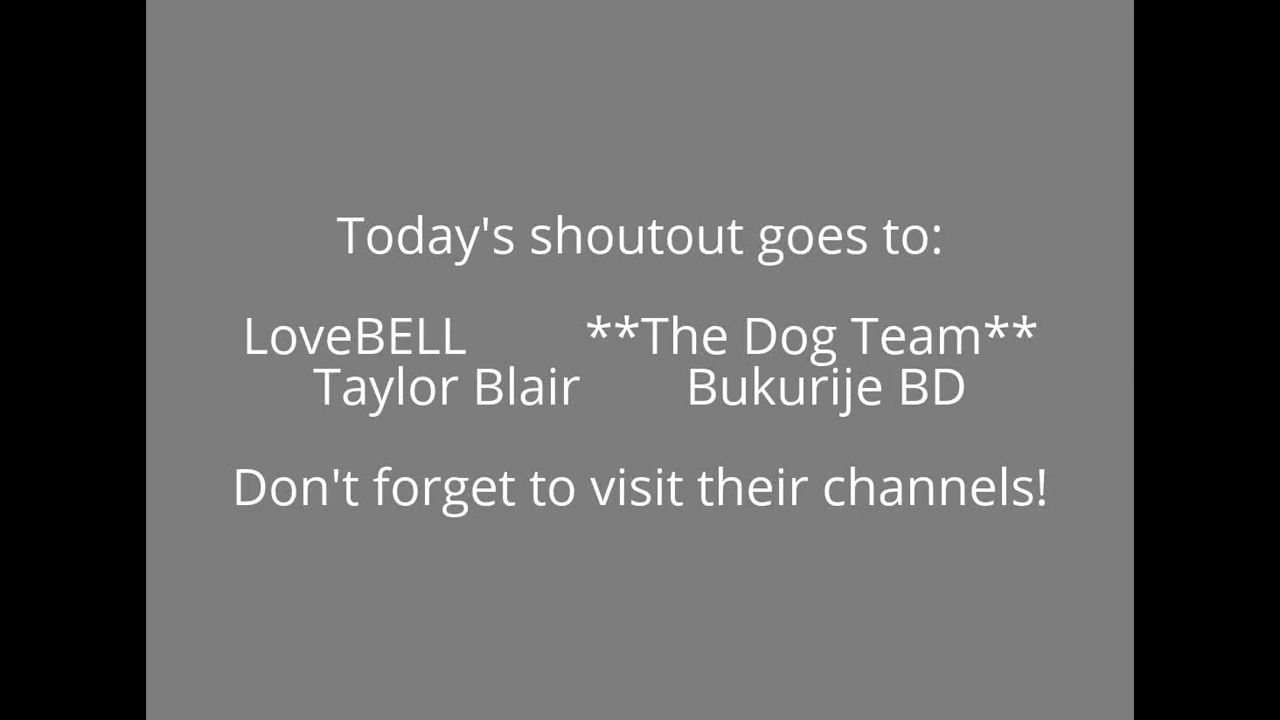 Today's shoutout goes to:
LoveBELL **The Dog Team**
Taylor Blair Bukurije BD
Don't forget to visit their channels!